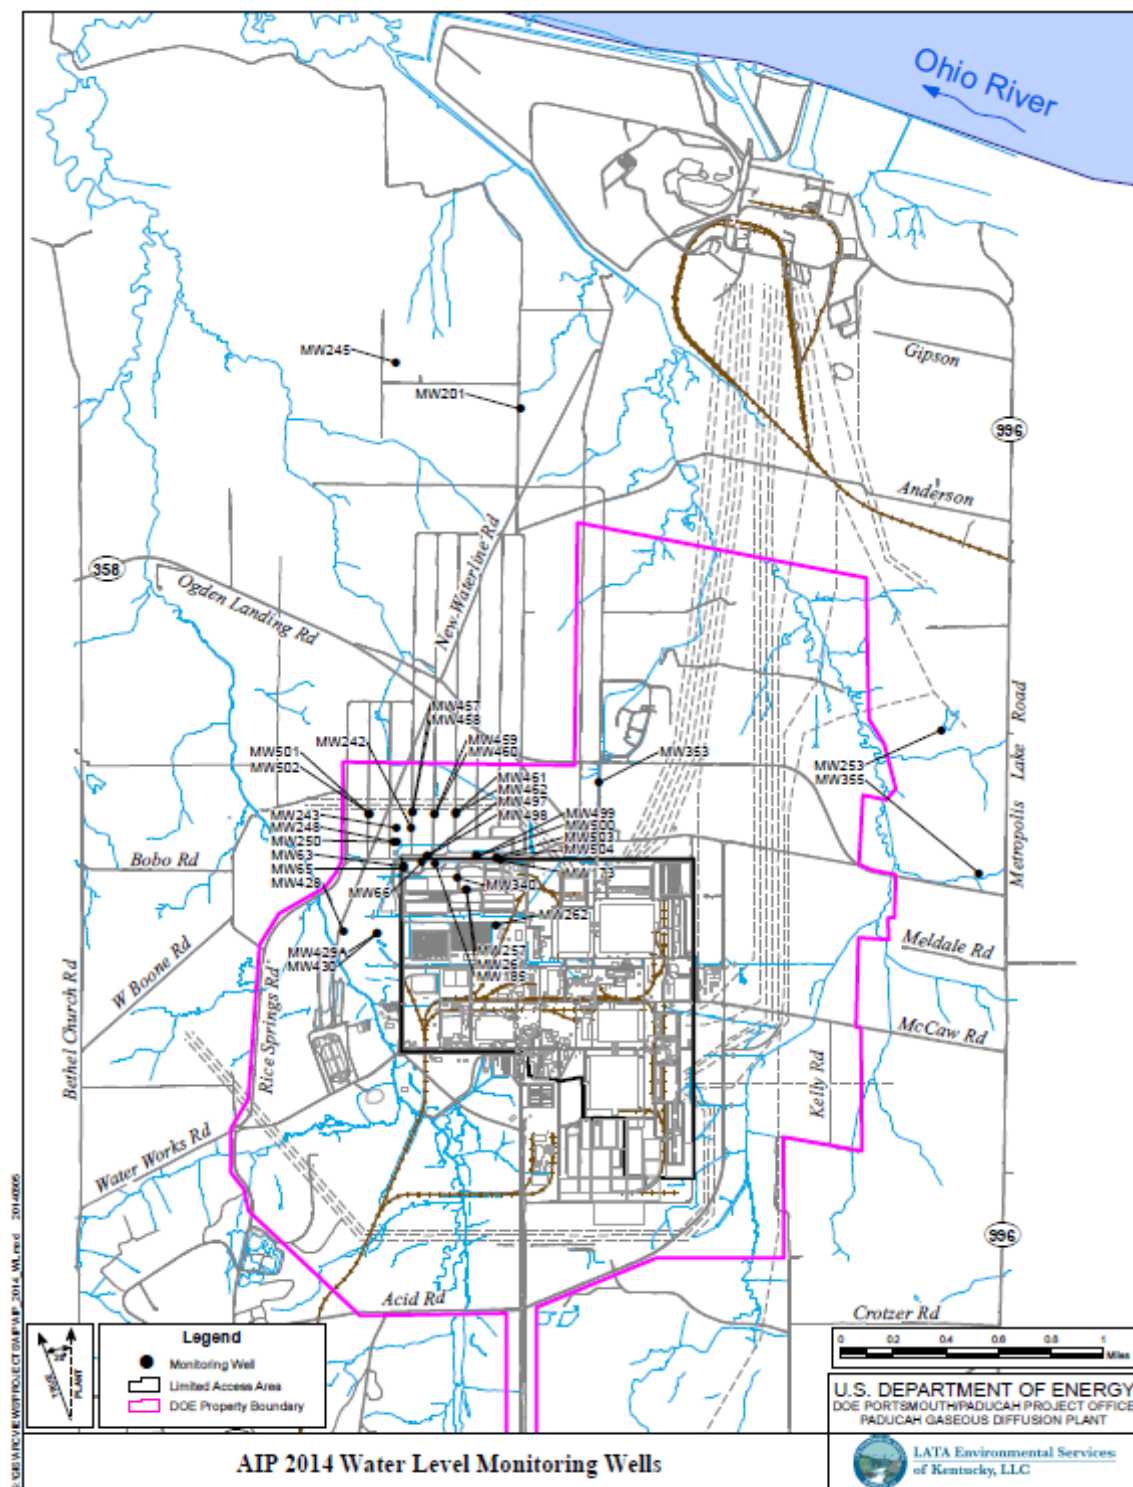 Ohio River
MW245
Gipson
MW201
996
Anderson
New Waterline Rd
358
Ogden Landing Rd
MW457
MW458
MW242
MW459
MW460
MW353
MW501
MW502
MW461
MW462
MW497
MW498
MW253
MW355
Metropolis Lake Road
MW243
MW248
MW250
MW63
MW65
MW428
MW499
MW500
MW503
MW504
MW173
Bobo Rd
MW66
MW340
MW262
MW429A
MW430
MW257
MW261
MW185
Meldale Rd
W Boone Rd
Rice Springs Rd
Bethel Church Rd
McCaw Rd
Kelly Rd
Water Works Rd
996
Acid Rd
Crotzer Rd
TRUE
PLANT
Legend
Monitoring Well
Limited Access Area
DOE Property Boundary
0 0.2 0.4 0.6 0.8 1
Miles
U.S. DEPARTMENT OF ENERGY
DOE PORTSMOUTH/PADUCAH PROJECT OFFICE
PADUCAH GASEOUS DIFFUSION PLANT
AIP 2014 Water Level Monitoring Wells
LATA Environmental Services
of Kentucky, LLC